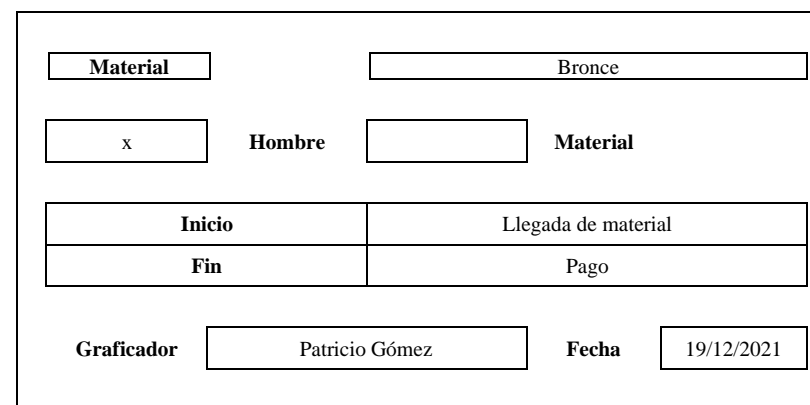 Material Bronce
x Hombre Material
Inicio Llegada de material
Fin Pago
Graficador Patricio Gómez Fecha 19/12/2021